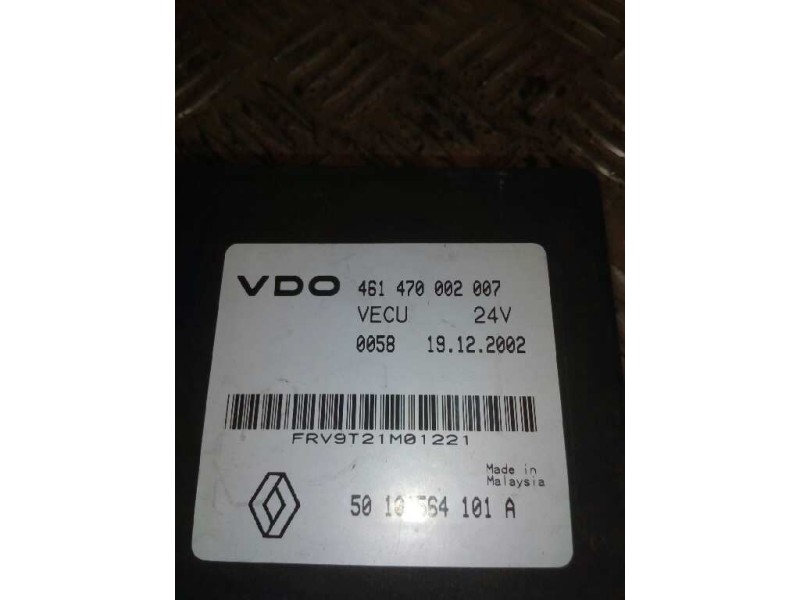 VDO 461 470 002 007
VECU 24V
0058 19.12.2002
FRV9T21M01221
Made in
Malaysia
50 10 564 101 A